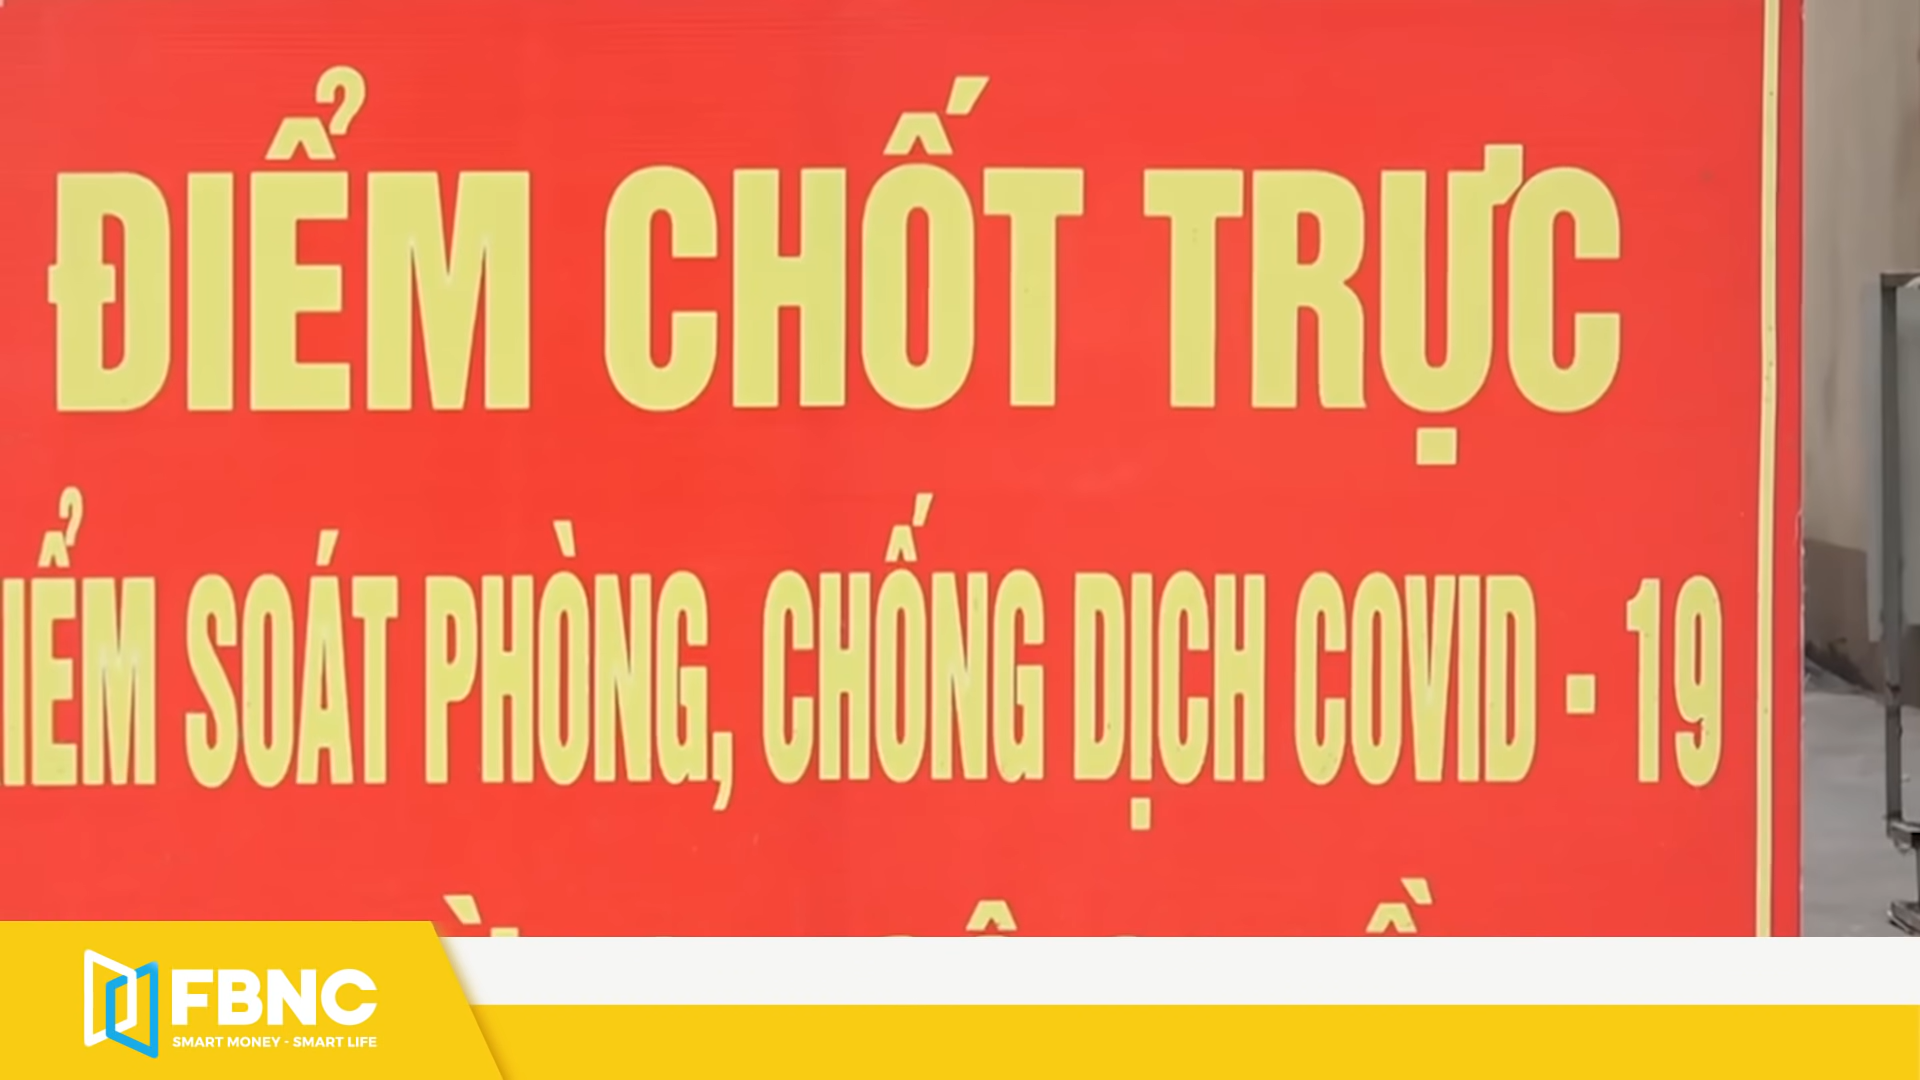 ĐIỂM CHỐT TRỰC
IỂM SOÁT PHÒNG, CHỐNG DỊCH COVID - 19
FBNC
SMART MONEY - SMART LIFE